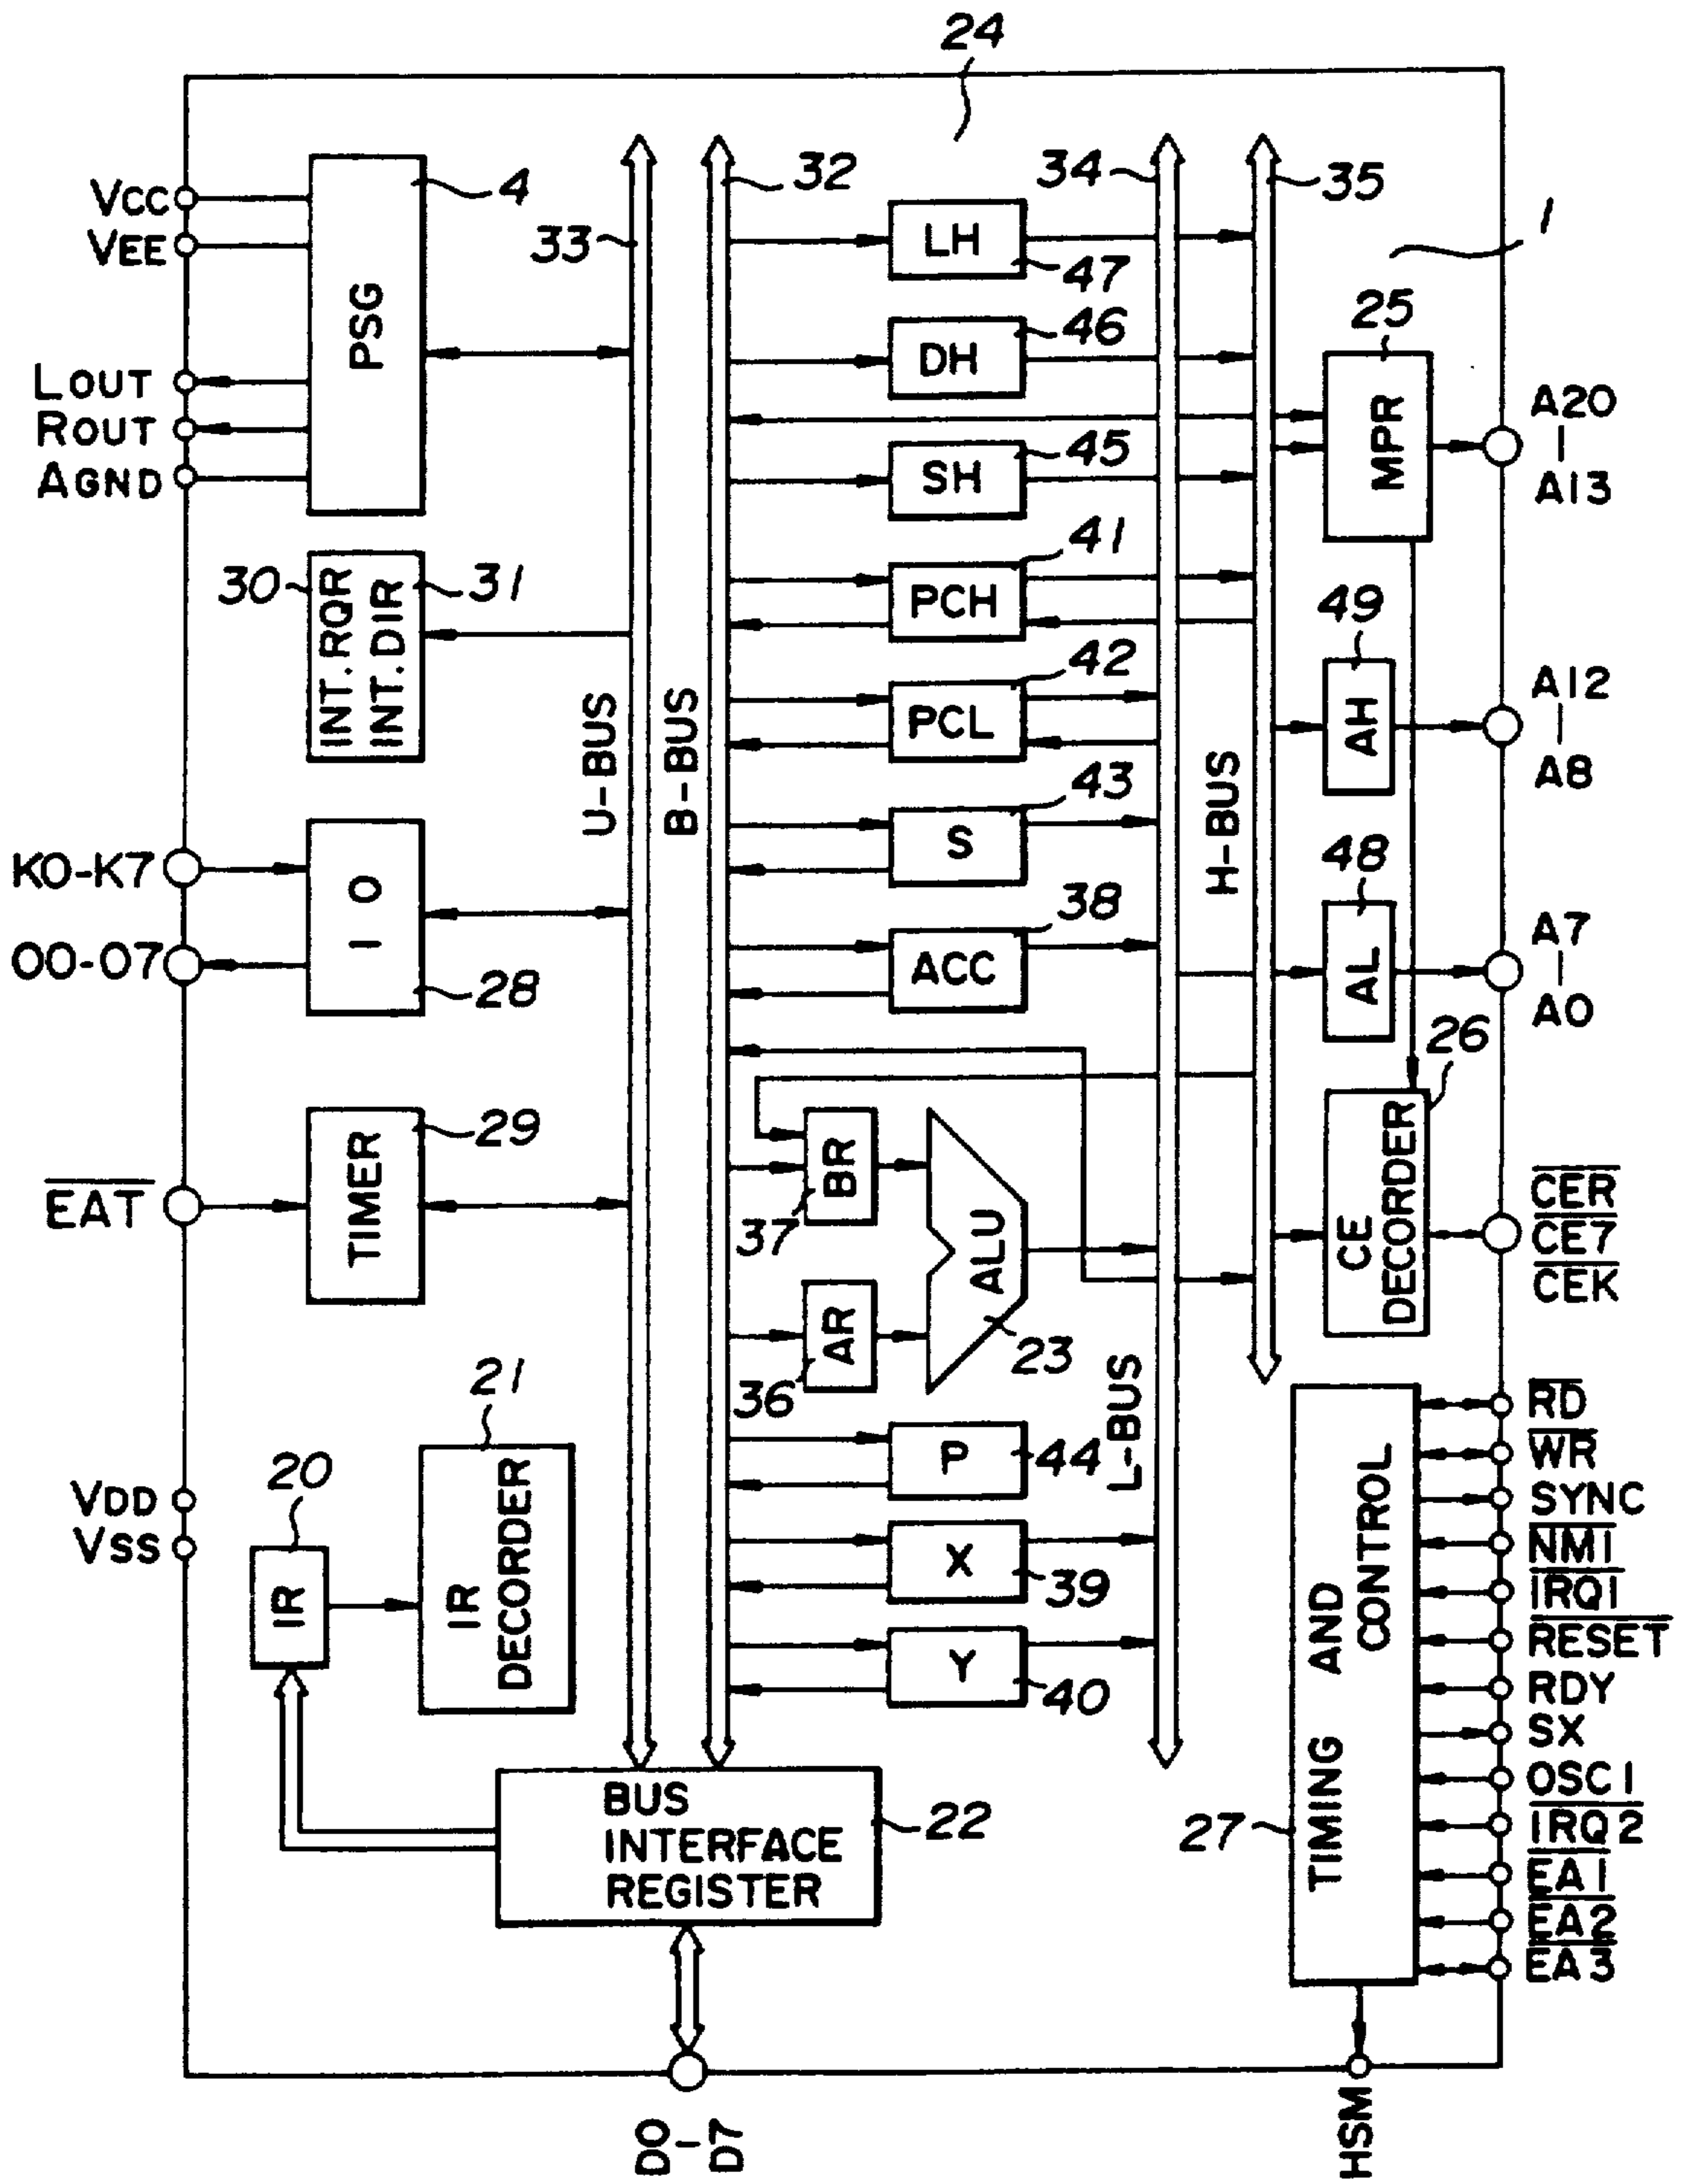 24
VCC
VEE
LOUT
ROUT
AGND
PSG
4
33
32
34
35
1
LH
47
DH
46
SH
45
PCH
41
PCL
42
S
43
ACC
38
25
MPR
A20
A13
49
AH
A12
A8
48
AL
A7
A0
30
INT.RQR
INT.DIR
31
U-BUS
B-BUS
H-BUS
L-BUS
K0-K7
O0-O7
IO
28
EAT
TIMER
29
BR
37
AR
36
ALU
23
26
CE
DECORDER
CER
CE7
CEK
VDD
VSS
20
IR
21
IR
DECORDER
P
44
X
39
Y
40
BUS
INTERFACE
REGISTER
22
27
TIMING AND
CONTROL
RD
WR
SYNC
NMI
IRQ1
RESET
RDY
SX
OSC1
IRQ2
EA1
EA2
EA3
D0-D7
HSM